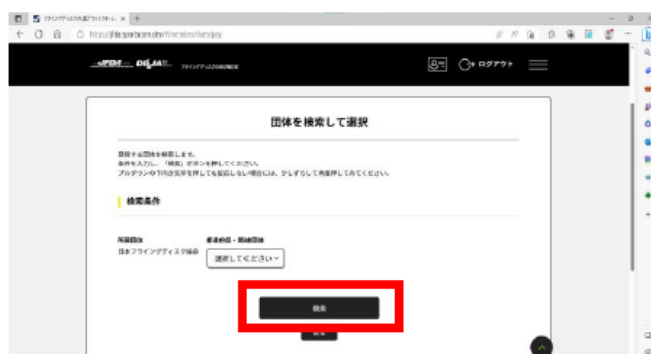 ログアウト
団体を検索して選択
登録する団体を検索します。
条件を入力し、「検索」ボタンを押してください。
プルダウンの下向き矢印を押しても反応しない場合には、少しずらして再度押してみてください。
検索条件
所属団体
都道府県・関連団体
日本フライングディスク協会
選択してください
検索